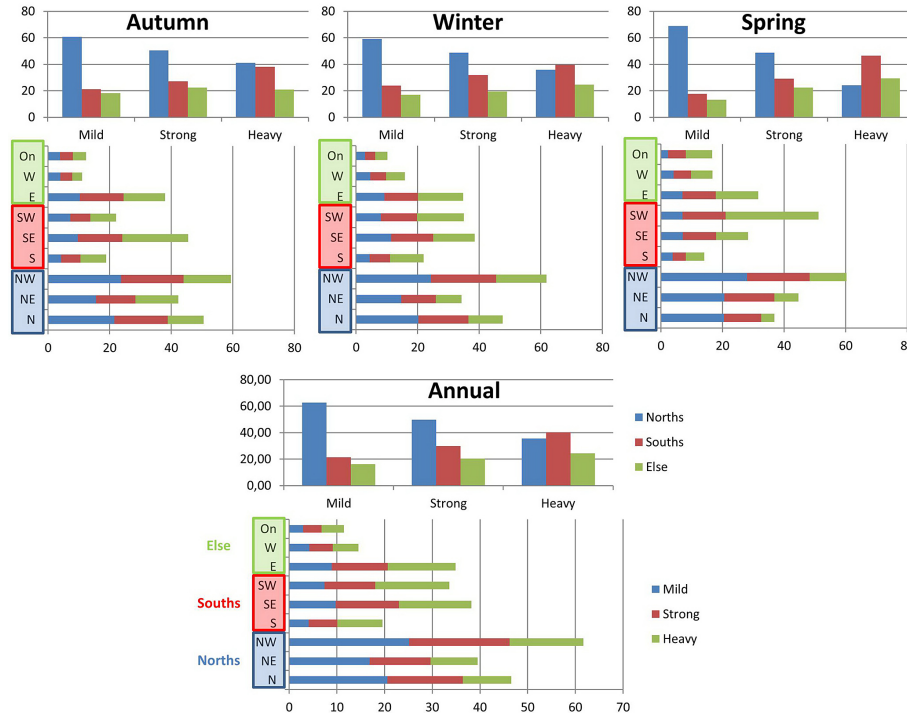 Autumn
80
60
40
20
0
Mild Strong Heavy
On
W
E
SW
SE
S
NW
NE
N
0 20 40 60 80
Winter
80
60
40
20
0
Mild Strong Heavy
On
W
E
SW
SE
S
NW
NE
N
0 20 40 60 80
Spring
80
60
40
20
0
Mild Strong Heavy
On
W
E
SW
SE
S
NW
NE
N
0 20 40 60 80
Annual
80,00
60,00
40,00
20,00
0,00
Mild Strong Heavy
Norths
Souths
Else
On
Else W
E
SW
Souths SE
S
NW
Norths NE
N
0 10 20 30 40 50 60 70
Mild
Strong
Heavy